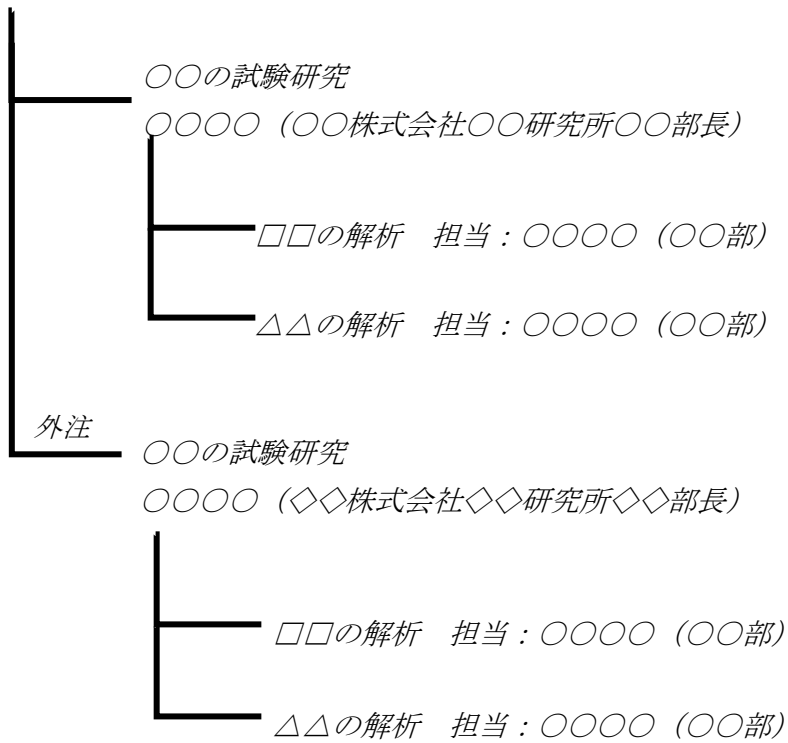 ○○の試験研究
○○○○（○○株式会社○○研究所○○部長）
□□の解析　担当：○○○○（○○部）
△△の解析　担当：○○○○（○○部）
外注
○○の試験研究
○○○○（◇◇株式会社◇◇研究所◇◇部長）
□□の解析　担当：○○○○（○○部）
△△の解析　担当：○○○○（○○部）